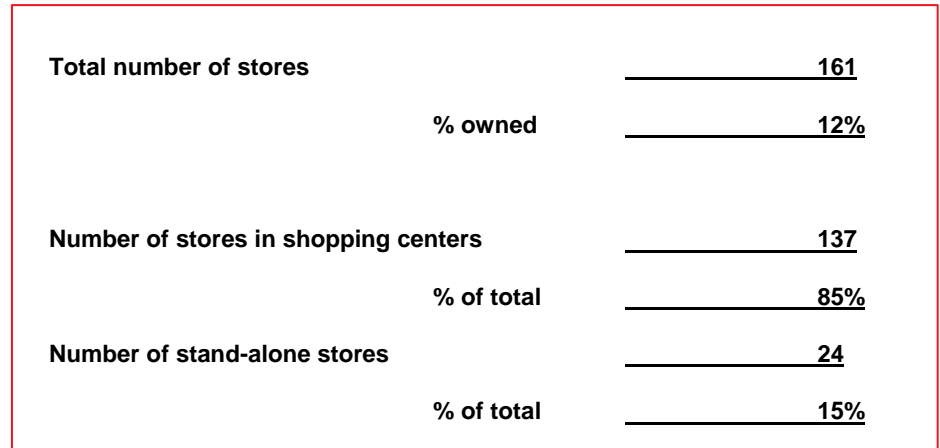 Total number of stores 161
% owned 12%
Number of stores in shopping centers 137
% of total 85%
Number of stand-alone stores 24
% of total 15%